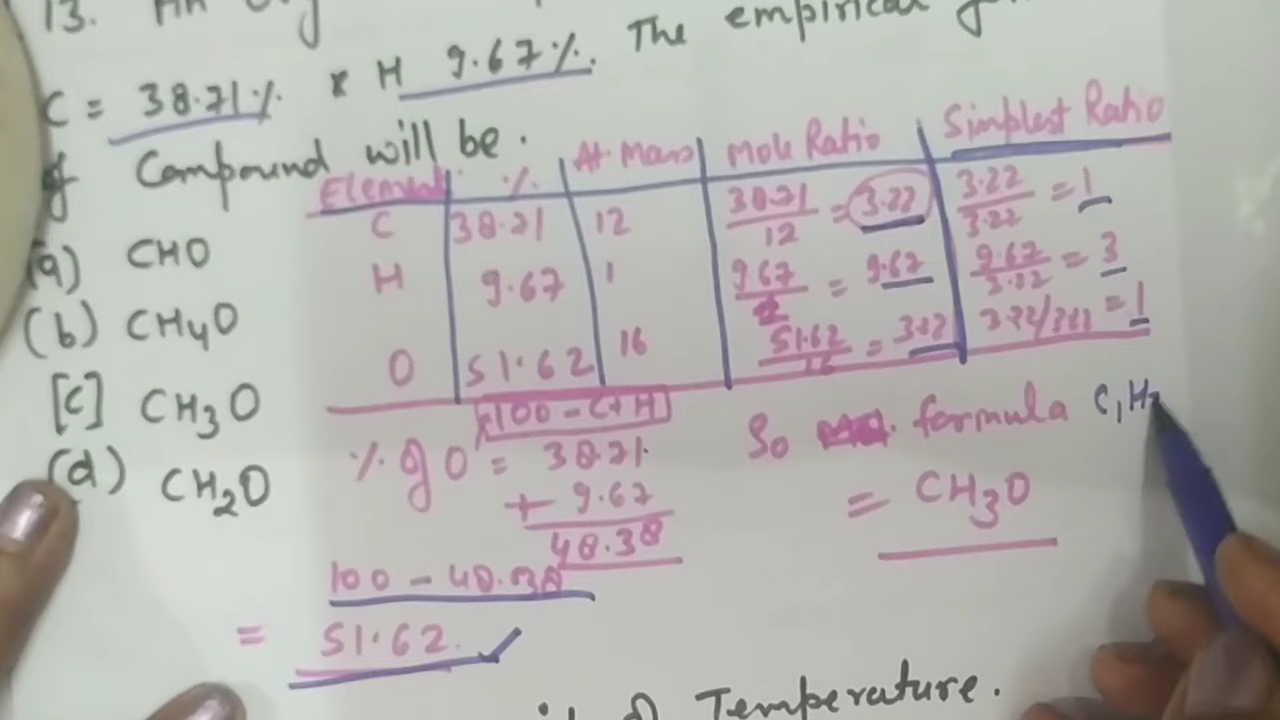 13. An
C = 38.71% & H 9.67%. The empirical
of Compound will be.
Element % At. Mass Mole Ratio Simplest Ratio
C 38.71 12 38.71/12 = 3.22 3.22/3.22 = 1
H 9.67 1 9.67/1 = 9.67 9.67/3.22 = 3
O 51.62 16 51.62/16 = 3.22 3.22/3.22 = 1
(a) CHO
(b) CH4O
[c] CH3O
(d) CH2O
100 - C+H
% of O = 38.71
+ 9.67
48.38
100 - 48.38
= 51.62
So formula C1H3
= CH3O
Temperature.